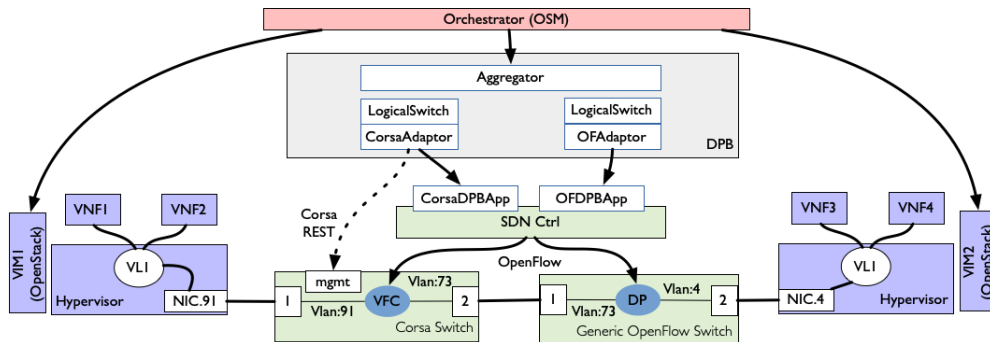 Orchestrator (OSM)
Aggregator
LogicalSwitch
LogicalSwitch
CorsaAdaptor
OFAdaptor
DPB
Corsa
REST
CorsaDPBApp
OFDPBApp
SDN Ctrl
OpenFlow
VIM1
(OpenStack)
VNF1
VNF2
VL1
Hypervisor
NIC.91
mgmt
1
Vlan:91
VFC
Vlan:73
2
Corsa Switch
1
Vlan:73
DP
Vlan:4
2
Generic OpenFlow Switch
VNF3
VNF4
VL1
NIC.4
Hypervisor
VIM2
(OpenStack)